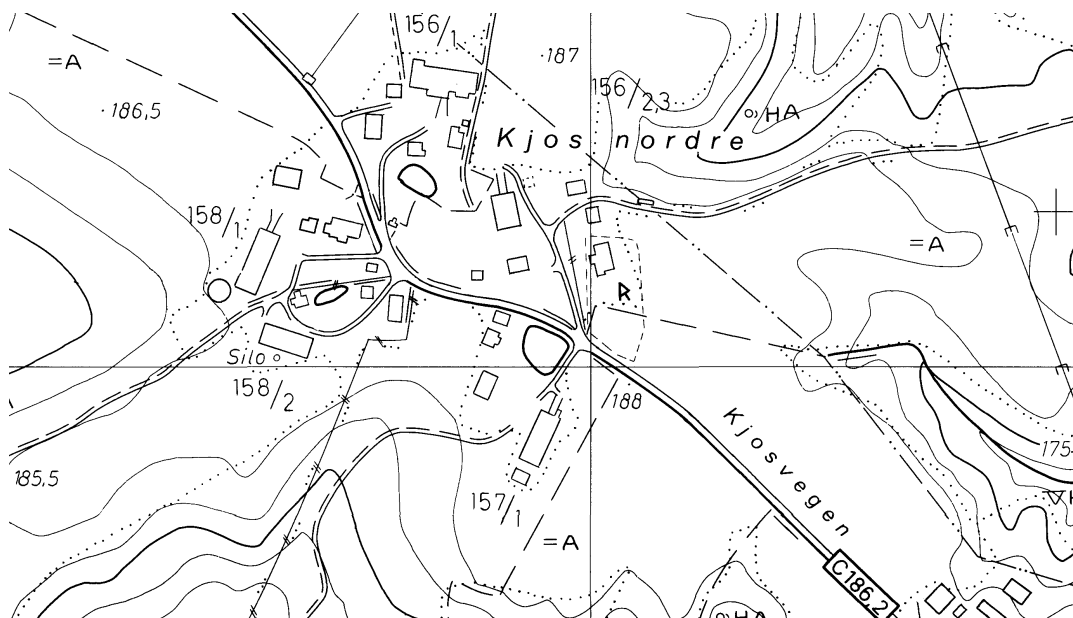 156/1
=A
187
186,5
156/2,3
HA
Kjos nordre
158/1
=A
R
Silo
158/2
188
Kjosvegen
185,5
175
157/1
=A
C186,2
HA